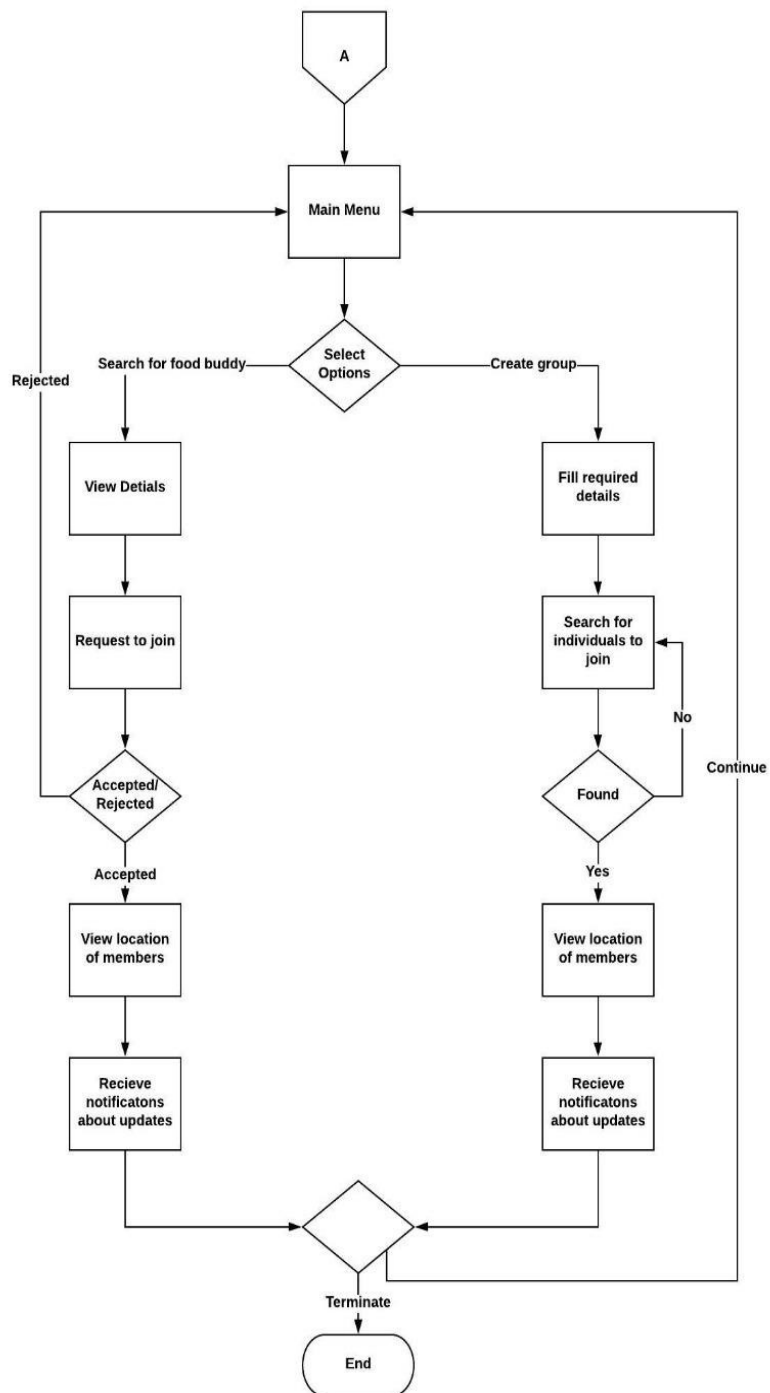 A
Main Menu
Select
Options
Search for food buddy
Create group
Rejected
View Detials
Fill required
details
Request to join
Search for
individuals to
join
No
Continue
Accepted/
Rejected
Found
Accepted
Yes
View location
of members
View location
of members
Recieve
notificatons
about updates
Recieve
notificatons
about updates
Terminate
End